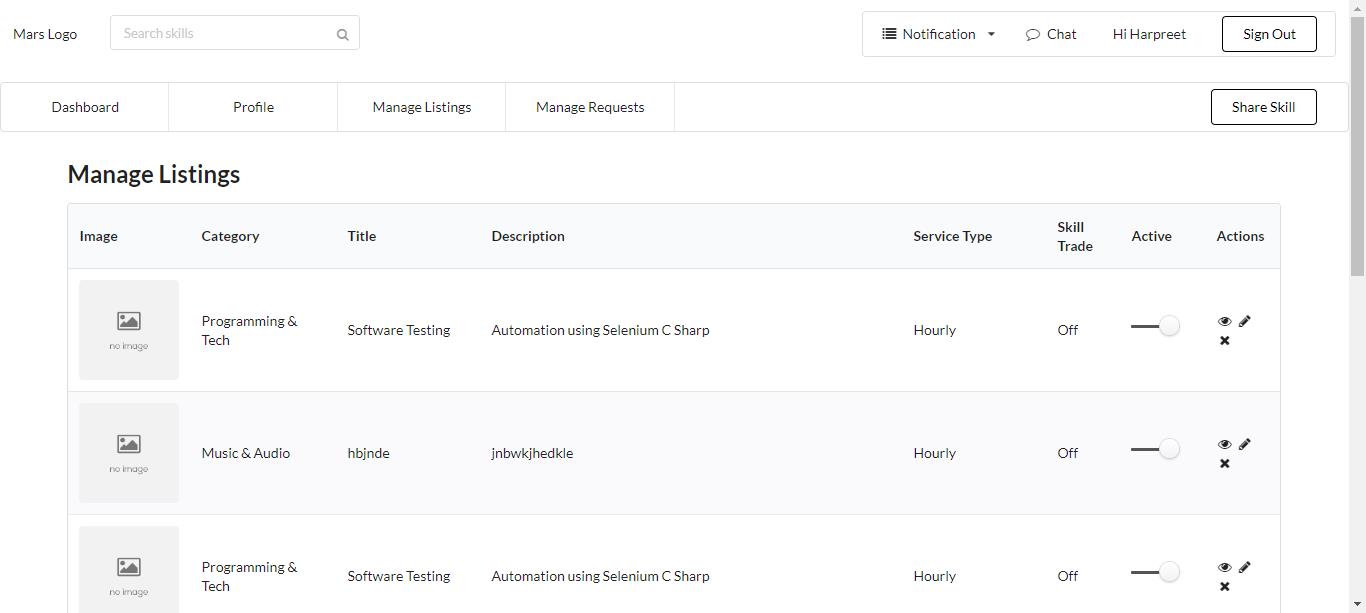 Mars Logo
Search skills
Notification
Chat
Hi Harpreet
Sign Out
Dashboard
Profile
Manage Listings
Manage Requests
Share Skill
Manage Listings
Image
Category
Title
Description
Service Type
Skill
Trade
Active
Actions
no image
Programming &
Tech
Software Testing
Automation using Selenium C Sharp
Hourly
Off
no image
Music & Audio
hbjnde
jnbwkjhedkle
Hourly
Off
no image
Programming &
Tech
Software Testing
Automation using Selenium C Sharp
Hourly
Off